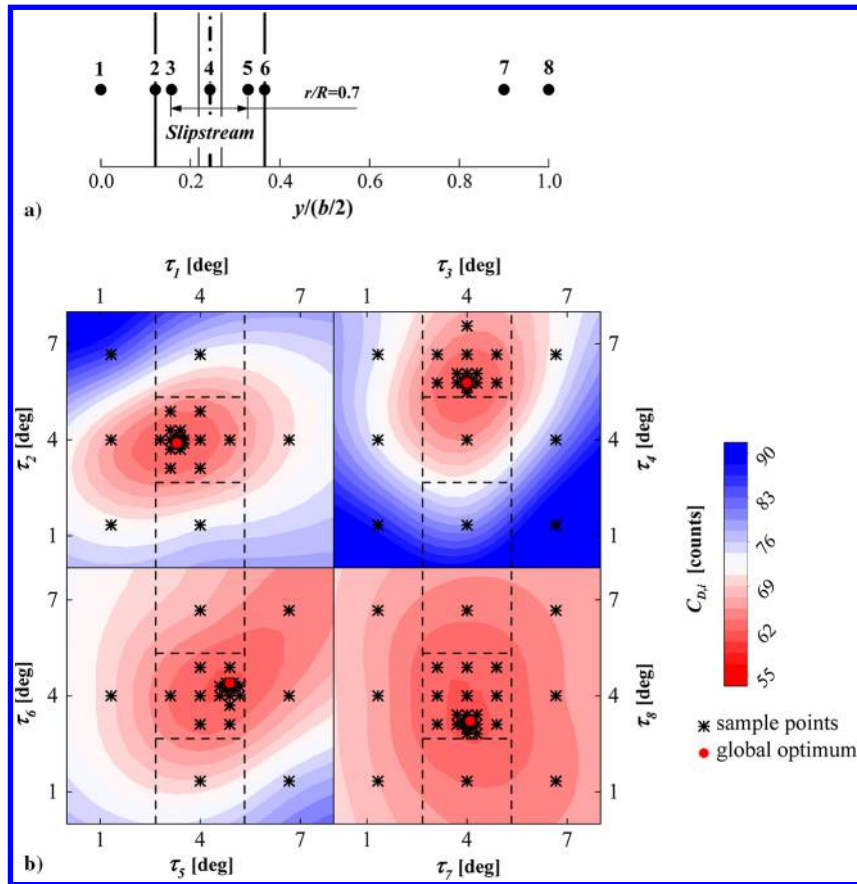 1 2 3 4 5 6 7 8
r/R=0.7
Slipstream
0.0 0.2 0.4 0.6 0.8 1.0
a) y/(b/2)
τ1 [deg] τ3 [deg]
1 4 7 1 4 7
7 7
4 4
1 1
τ2 [deg] τ4 [deg]
7 7
4 4
1 1
τ6 [deg] τ8 [deg]
1 4 7 1 4 7
b) τ5 [deg] τ7 [deg]
90
83
76
69
62
55
CD,i [counts]
sample points
global optimum